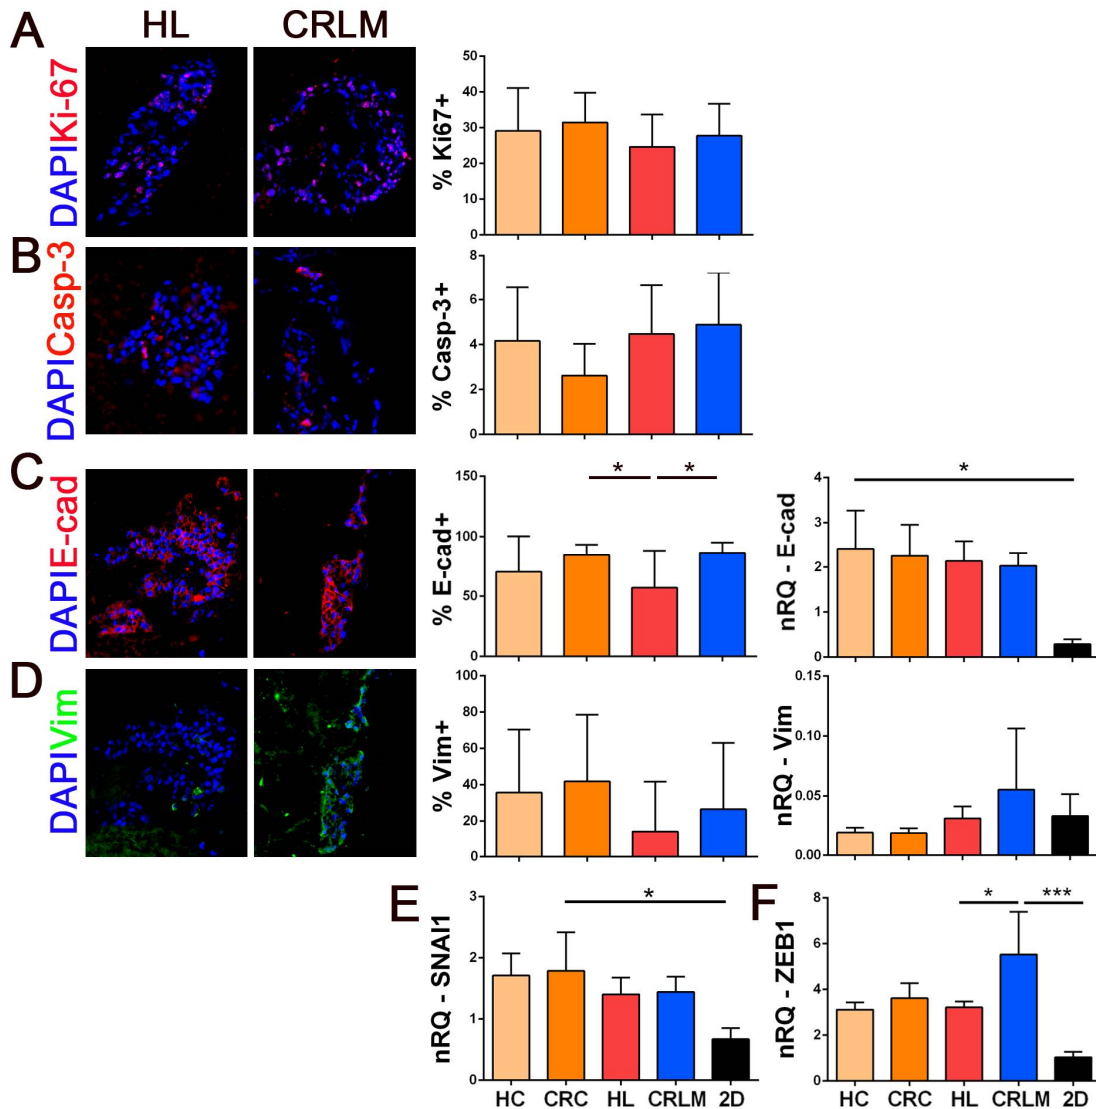 A
HL
CRLM
DAPIKi-67
% Ki67+
50
40
30
20
10
0
B
DAPICasp-3
% Casp-3+
8
6
4
2
0
C
DAPIE-cad
% E-cad+
150
100
50
0
*
*
nRQ - E-cad
4
3
2
1
0
*
D
DAPIVim
% Vim+
100
80
60
40
20
0
nRQ - Vim
0.15
0.10
0.05
0.00
E
nRQ - SNAI1
3
2
1
0
*
HC CRC HL CRLM 2D
F
nRQ - ZEB1
8
6
4
2
0
*
***
HC CRC HL CRLM 2D